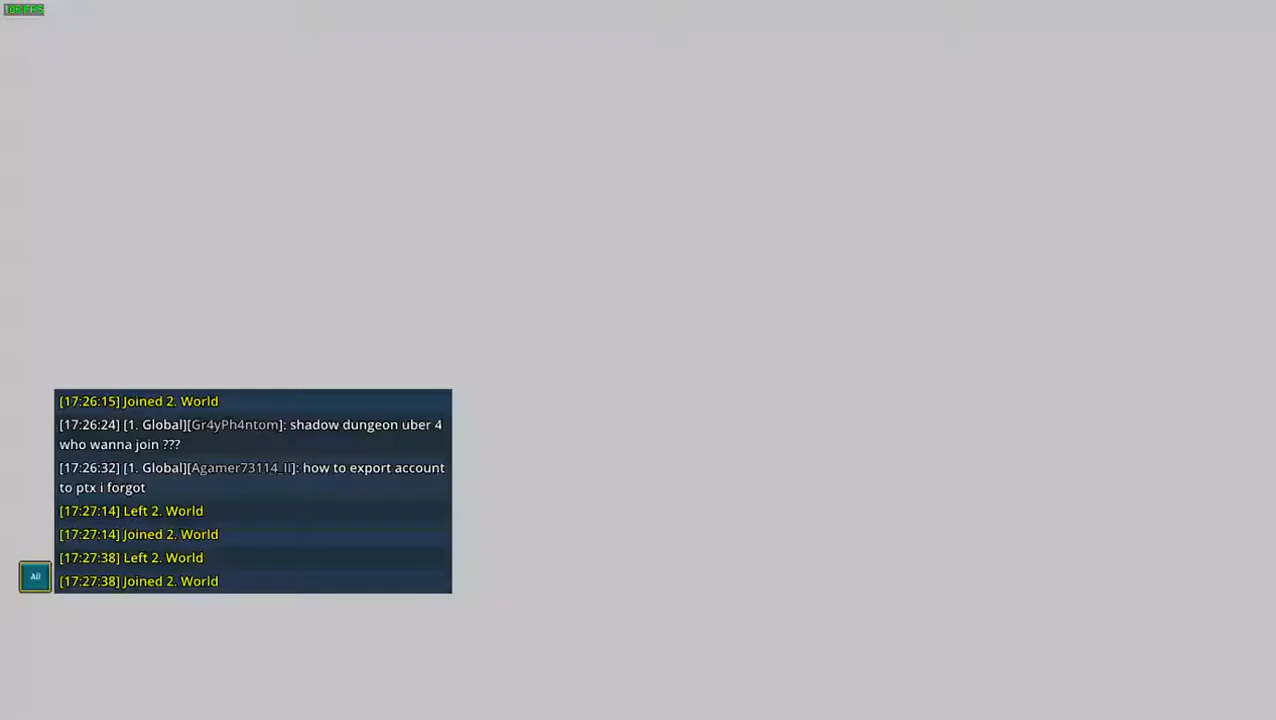 [17:26:15] Joined 2. World
[17:26:24] [1. Global][Gr4yPh4ntom]: shadow dungeon uber 4
who wanna join ???
[17:26:32] [1. Global][Agamer73114_II]: how to export account
to ptx i forgot
[17:27:14] Left 2. World
[17:27:14] Joined 2. World
[17:27:38] Left 2. World
All
[17:27:38] Joined 2. World